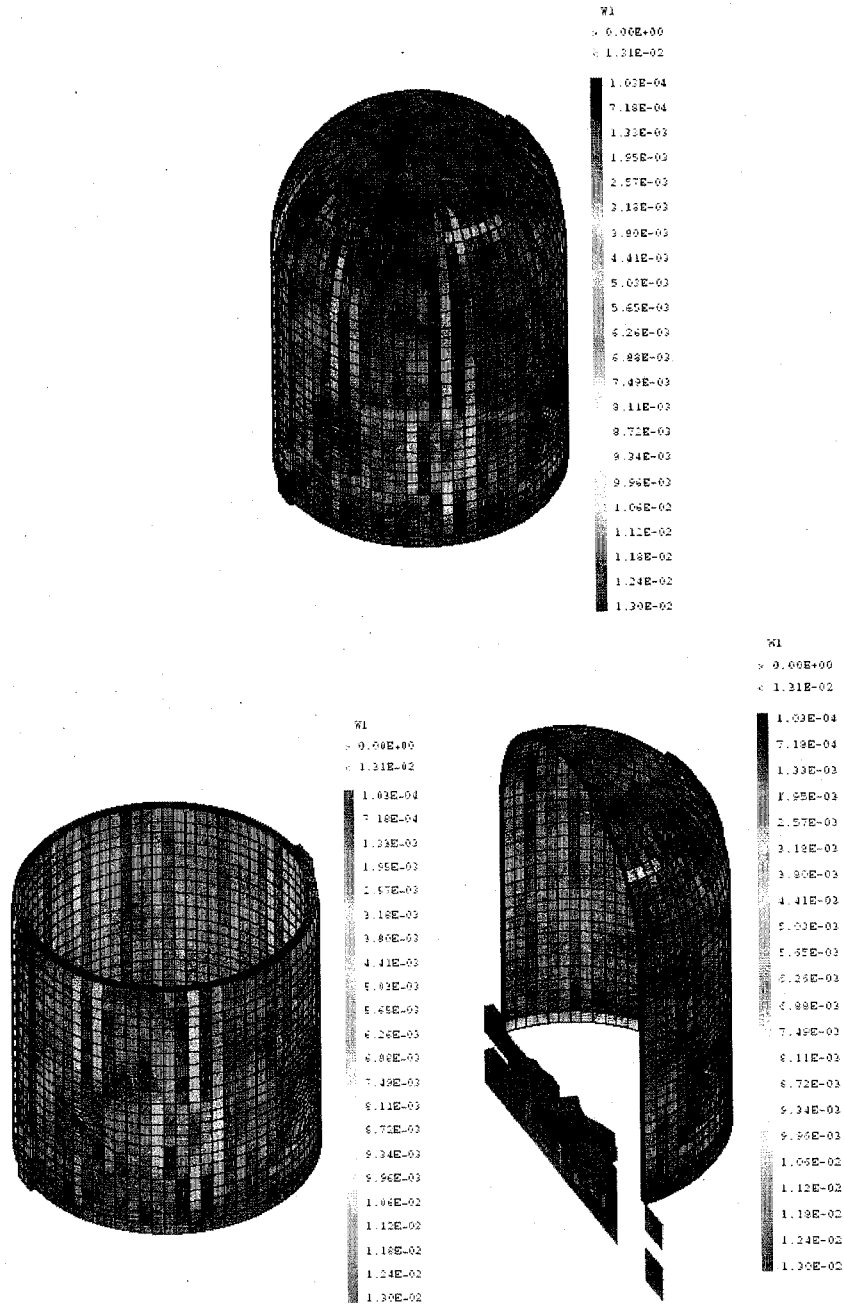 W1
> 0.00E+00
< 1.31E-02
1.03E-04
7.18E-04
1.33E-03
1.95E-03
2.57E-03
3.18E-03
3.80E-03
4.41E-03
5.03E-03
5.65E-03
6.26E-03
6.88E-03
7.49E-03
8.11E-03
8.72E-03
9.34E-03
9.96E-03
1.06E-02
1.12E-02
1.18E-02
1.24E-02
1.30E-02
W1
> 0.00E+00
< 1.31E-02
1.03E-04
7.18E-04
1.33E-03
1.95E-03
2.57E-03
3.18E-03
3.80E-03
4.41E-03
5.03E-03
5.65E-03
6.26E-03
6.88E-03
7.49E-03
8.11E-03
8.72E-03
9.34E-03
9.96E-03
1.06E-02
1.12E-02
1.18E-02
1.24E-02
1.30E-02
W1
> 0.00E+00
< 1.31E-02
1.03E-04
7.18E-04
1.33E-03
1.95E-03
2.57E-03
3.18E-03
3.80E-03
4.41E-03
5.03E-03
5.65E-03
6.26E-03
6.88E-03
7.49E-03
8.11E-03
8.72E-03
9.34E-03
9.96E-03
1.06E-02
1.12E-02
1.18E-02
1.24E-02
1.30E-02